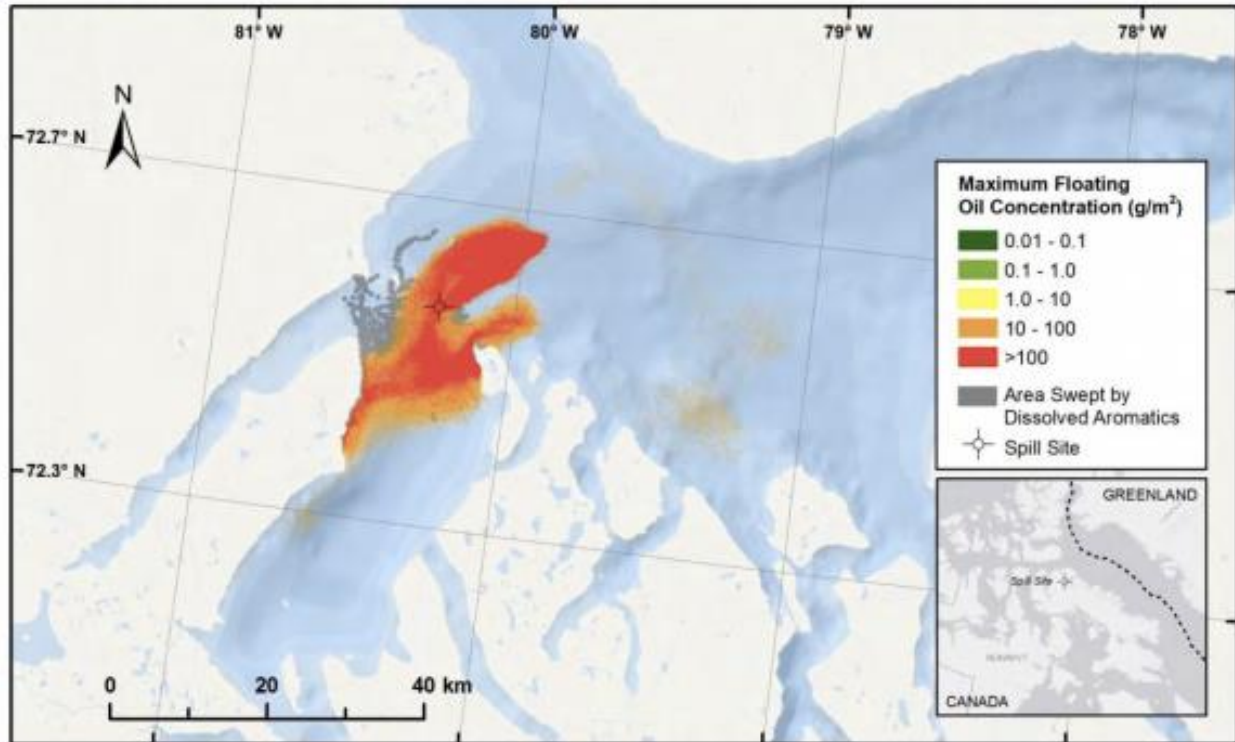 81° W
80° W
79° W
78° W
N
72.7° N
72.3° N
Maximum Floating
Oil Concentration (g/m²)
0.01 - 0.1
0.1 - 1.0
1.0 - 10
10 - 100
>100
Area Swept by
Dissolved Aromatics
Spill Site
0 20 40 km
GREENLAND
Spill Site
NUNAVUT
CANADA